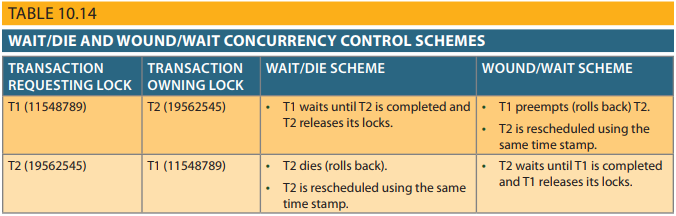 TABLE 10.14
WAIT/DIE AND WOUND/WAIT CONCURRENCY CONTROL SCHEMES
TRANSACTION REQUESTING LOCK
TRANSACTION OWNING LOCK
WAIT/DIE SCHEME
WOUND/WAIT SCHEME
T1 (11548789)
T2 (19562545)
• T1 waits until T2 is completed and
T2 releases its locks.
• T1 preempts (rolls back) T2.
• T2 is rescheduled using the
same time stamp.
T2 (19562545)
T1 (11548789)
• T2 dies (rolls back).
• T2 is rescheduled using the same
time stamp.
• T2 waits until T1 is completed
and T1 releases its locks.